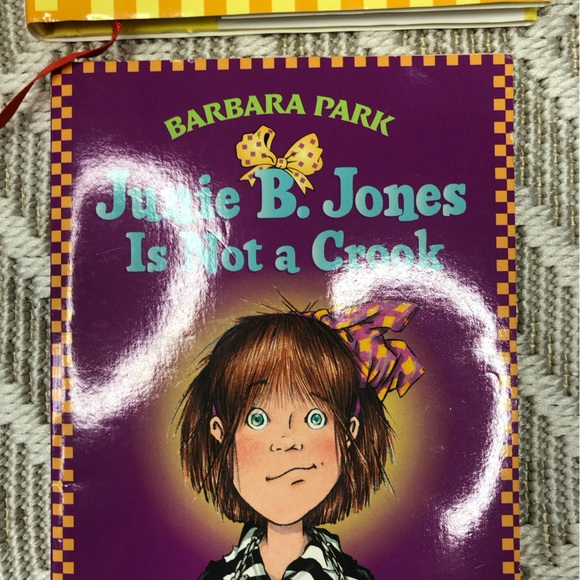 BARBARA PARK
Junie B. Jones
Is Not a Crook